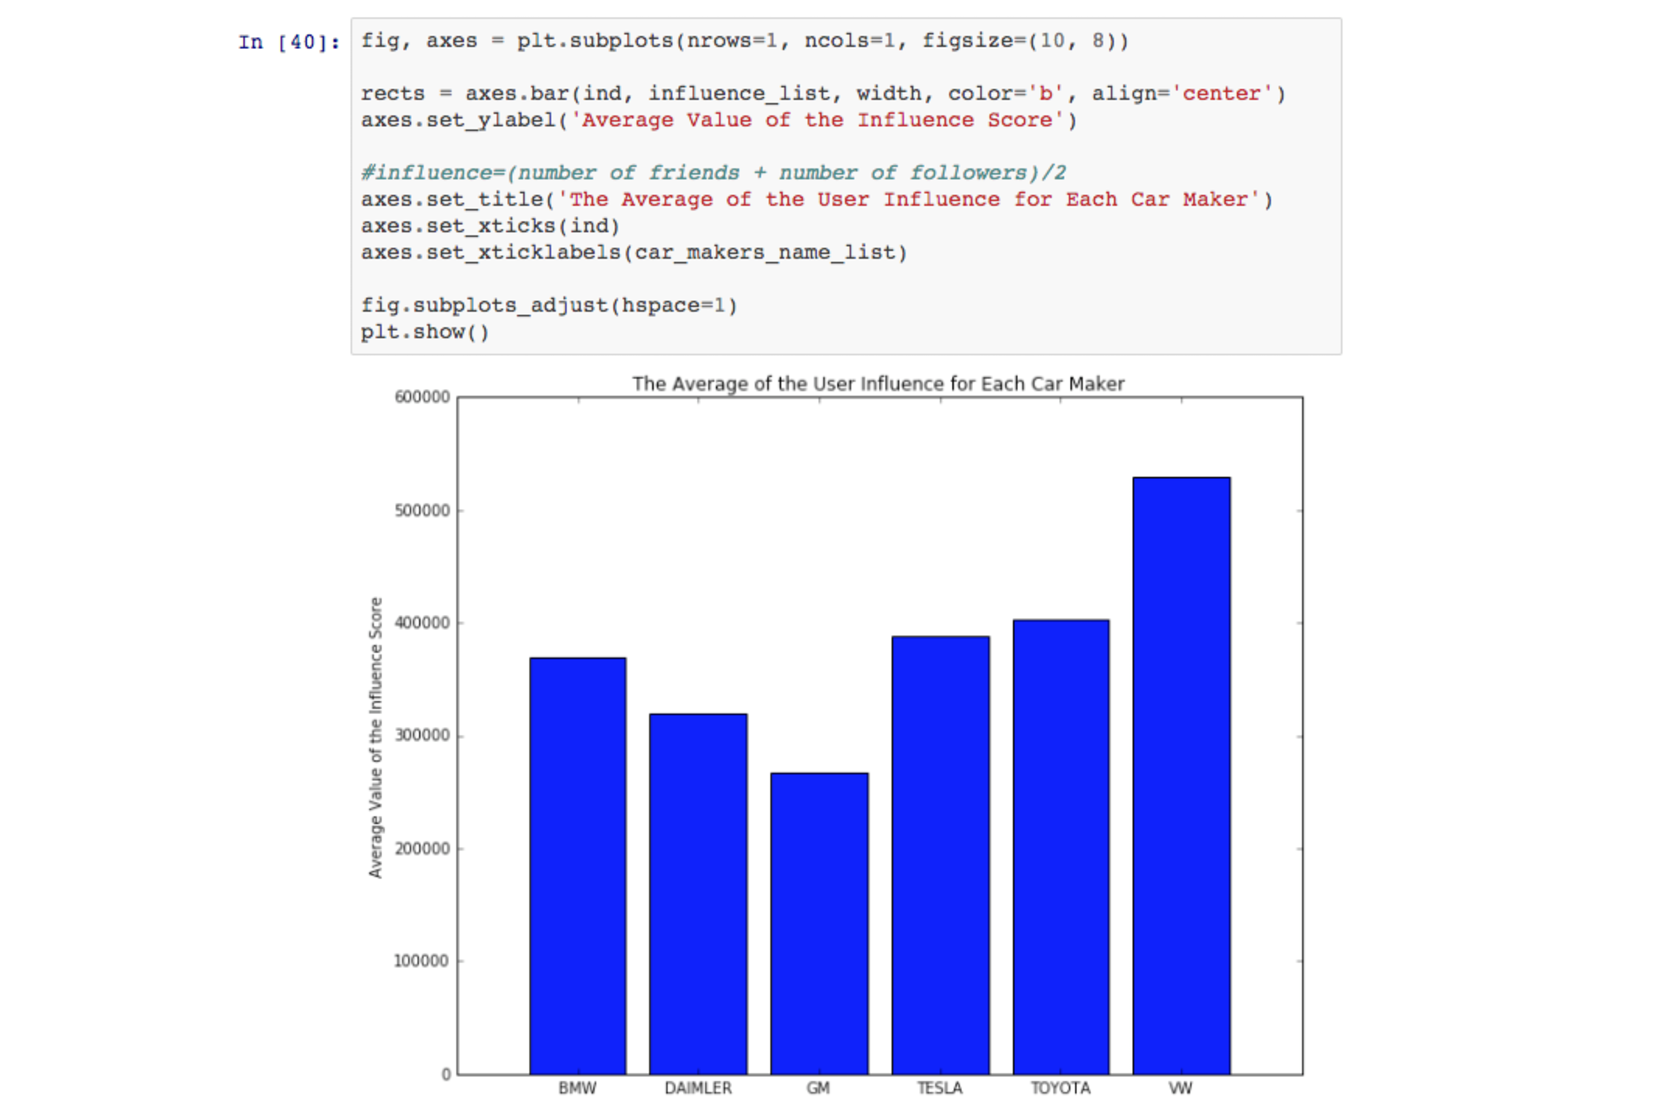 In [40]: fig, axes = plt.subplots(nrows=1, ncols=1, figsize=(10, 8))
rects = axes.bar(ind, influence_list, width, color='b', align='center')
axes.set_ylabel('Average Value of the Influence Score')
#influence=(number of friends + number of followers)/2
axes.set_title('The Average of the User Influence for Each Car Maker')
axes.set_xticks(ind)
axes.set_xticklabels(car_makers_name_list)
fig.subplots_adjust(hspace=1)
plt.show()
The Average of the User Influence for Each Car Maker
600000
500000
400000
300000
200000
100000
0
Average Value of the Influence Score
BMW DAIMLER GM TESLA TOYOTA VW